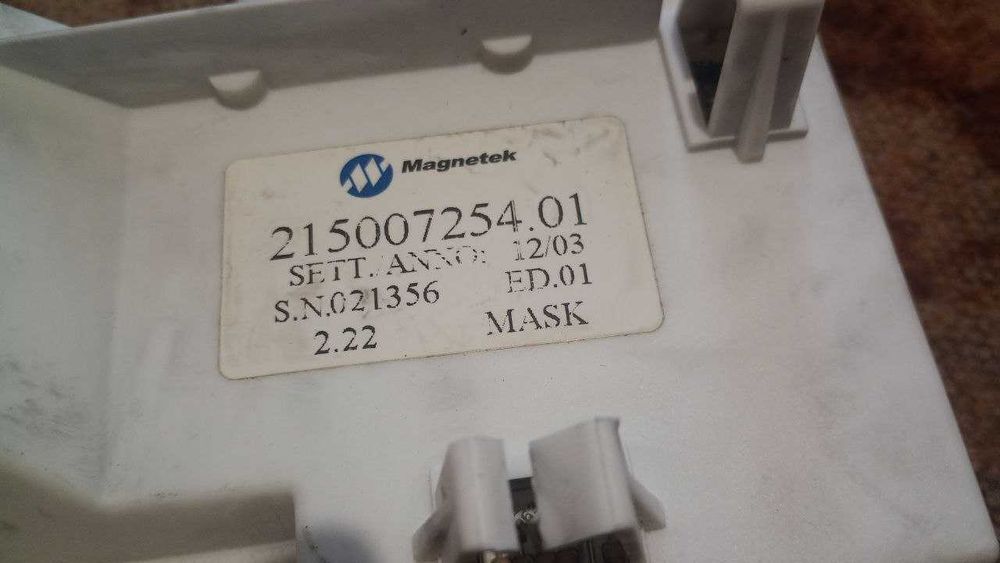 Magnetek
215007254.01
SETT./ANNO: 12/03
S.N.021356 ED.01
2.22 MASK